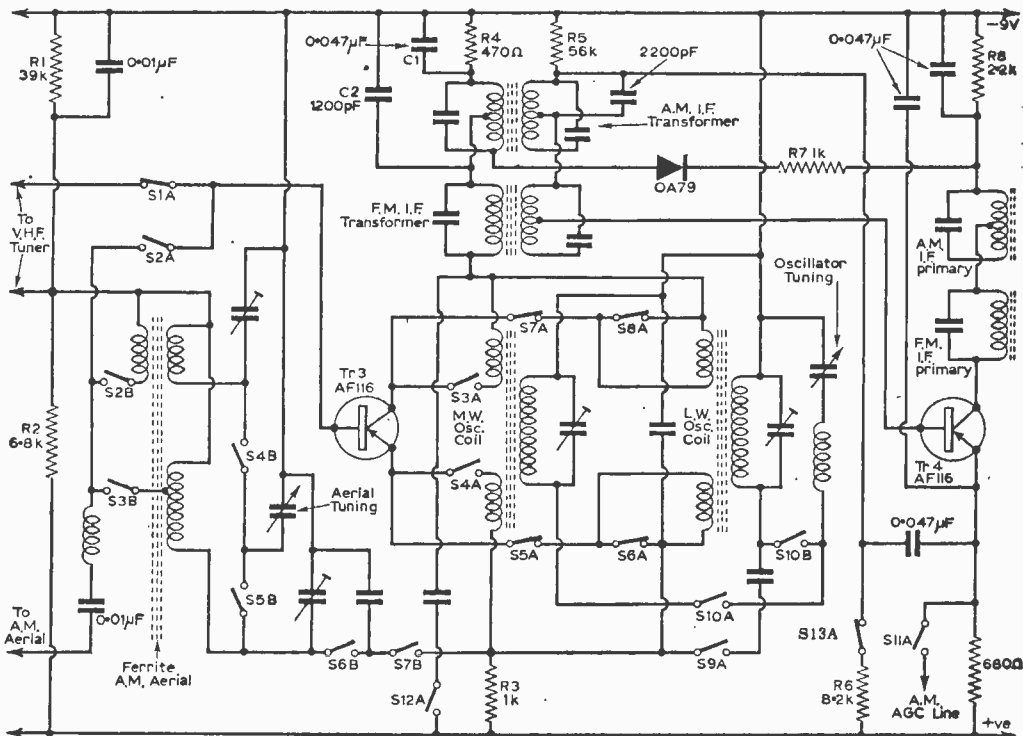 R1
39k
0·01µF
0·047µF
C1
R4
470Ω
R5
56k
2200pF
0·047µF
-9V
R8
2·2k
C2
1200pF
A.M. I.F.
Transformer
OA79
R7 1k
S1A
To
V.H.F.
Tuner
S2A
F.M. I.F.
Transformer
A.M.
I.F.
primary
Oscillator
Tuning
S7A
S8A
F.M.
I.F.
primary
S2B
Tr3
AF116
S3A
M.W.
Osc.
Coil
L.W.
Osc.
Coil
R2
6·8k
S4B
S4A
Tr4
AF116
S3B
Aerial
Tuning
0·047µF
S5A
S6A
S10B
S5B
0·01µF
To
A.M.
Aerial
S10A
S13A
S11A
Ferrite
A.M. Aerial
S6B
S7B
S9A
S12A
R3
1k
R6
8·2k
A.M.
AGC Line
680Ω
+ve